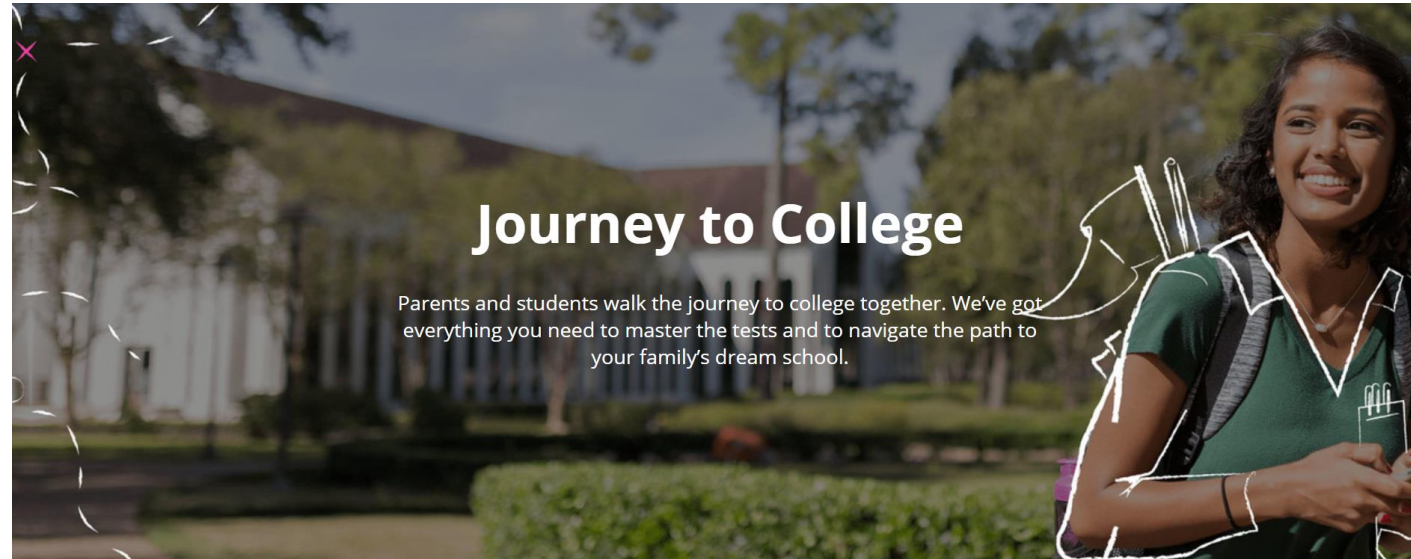 Journey to College
Parents and students walk the journey to college together. We’ve got
everything you need to master the tests and to navigate the path to
your family’s dream school.